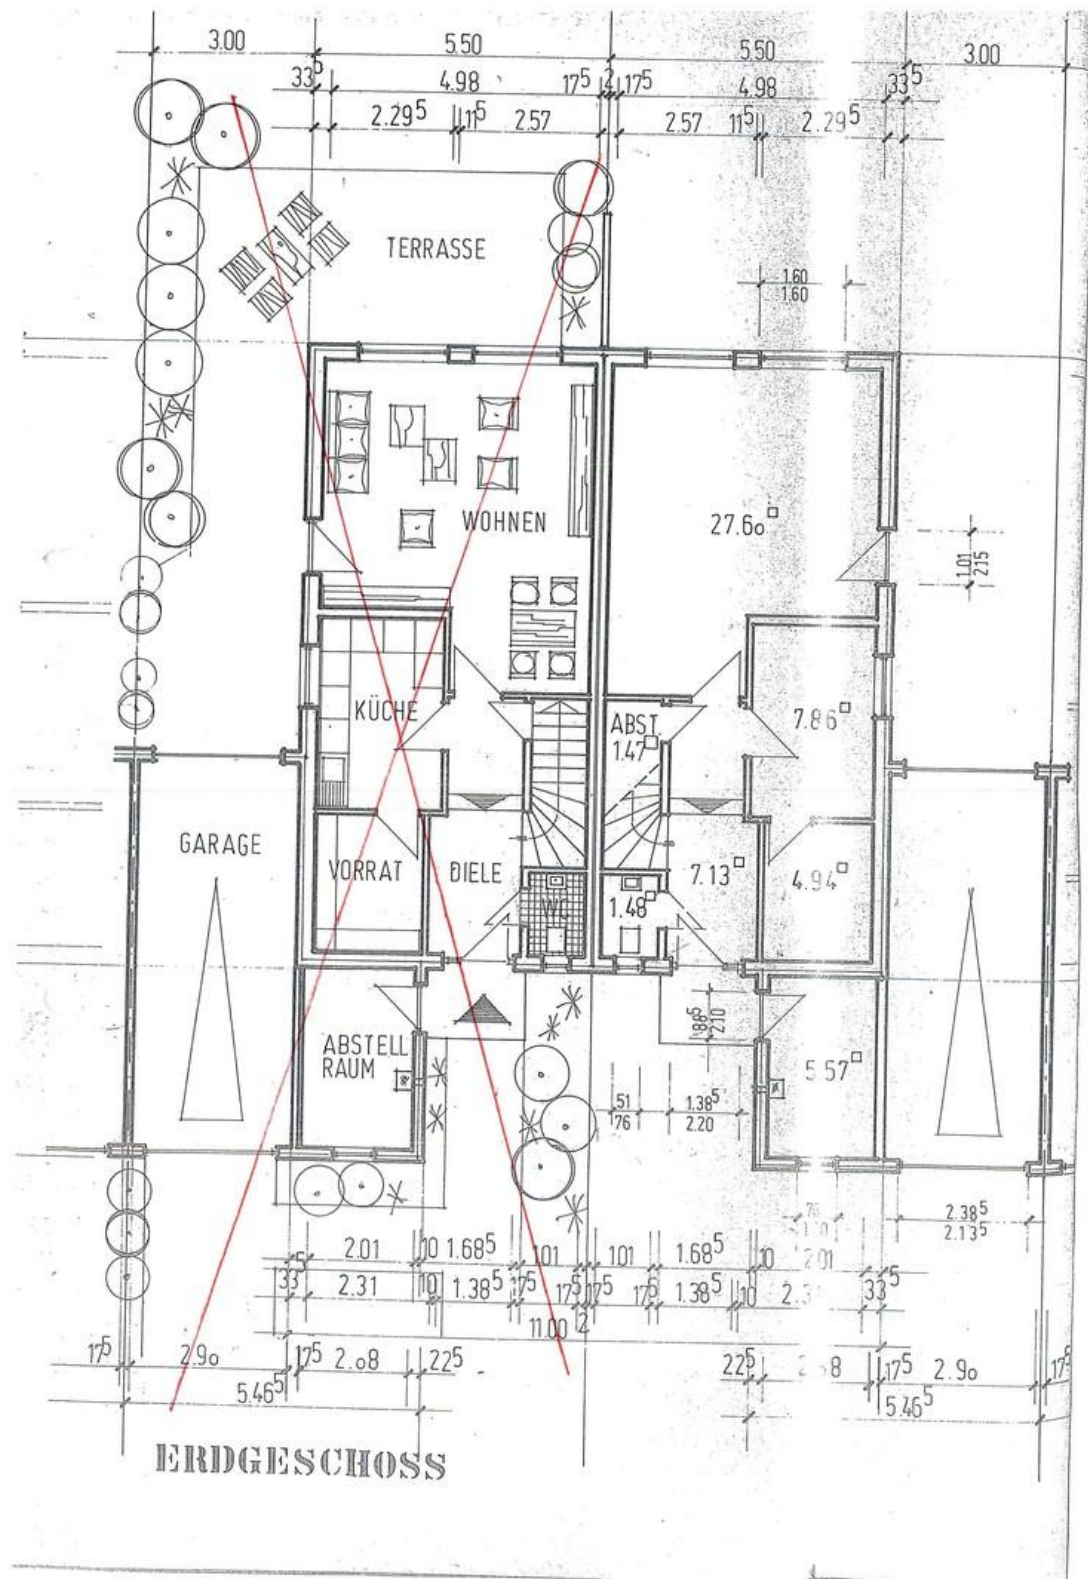 3.00 5.50 5.50 3.00
33⁵ 4.98 17⁵ 2 17⁵ 4.98 33⁵
2.29⁵ 11⁵ 2.57 2.57 11⁵ 2.29⁵
TERRASSE
1.60
1.60
WOHNEN
27.60
1.01
2.15
KÜCHE
ABST.
1.47
7.86
GARAGE
VORRAT
DIELE
7.13
4.94
WC
1.48
88⁵
2.10
ABSTELL
RAUM
5.57
51
76
1.38⁵
2.20
76
2.38⁵
2.13⁵
2.01 10 1.68⁵ 101 101 1.68⁵ 10 2.01
33⁵ 2.31 10 1.38⁵ 17⁵ 17⁵ 17⁵ 17⁵ 1.38⁵ 10 33⁵
11.00 2
17⁵ 2.90 17⁵ 2.08 22⁵ 22⁵ 17⁵ 2.90 17⁵
5.46⁵ 5.46⁵
ERDGESCHOSS